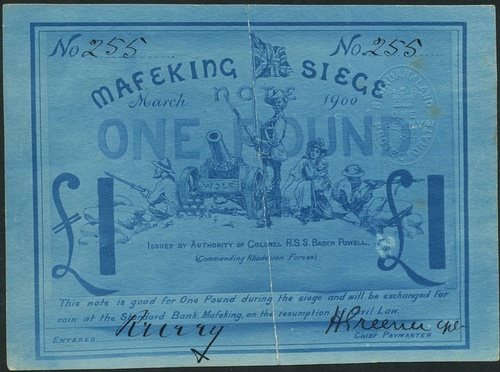 No 255 No 255
MAFEKING SIEGE
March NOTE 1900
ONE POUND
£1 £1
ISSUED BY AUTHORITY OF COLONEL R.S.S. BADEN POWELL.
(Commanding Rhodesian Forces)
This note is good for One Pound during the siege and will be exchanged for
coin at the Standard Bank, Mafeking, on the resumption Civil Law.
ENTERED. CHIEF PAYMASTER